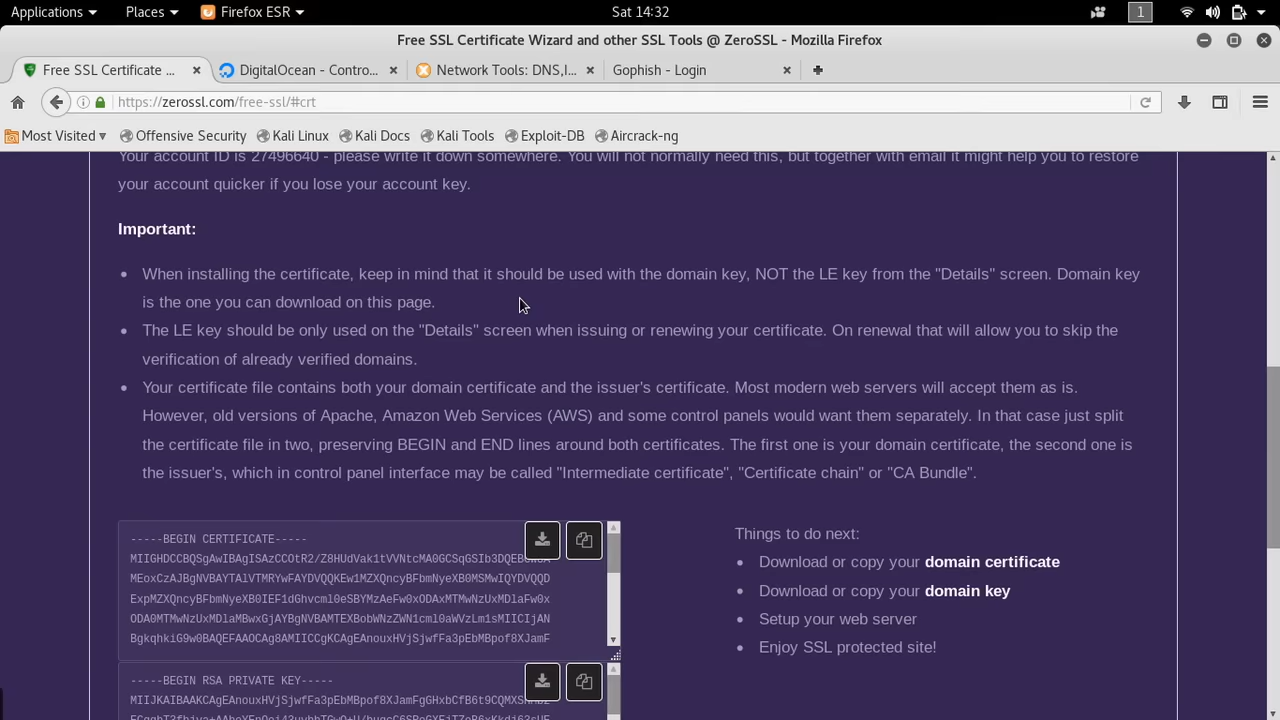 Applications Places Firefox ESR Sat 14:32 1
Free SSL Certificate Wizard and other SSL Tools @ ZeroSSL - Mozilla Firefox
Free SSL Certificate ... DigitalOcean - Contro... Network Tools: DNS,I... Gophish - Login
https://zerossl.com/free-ssl/#crt
Most Visited Offensive Security Kali Linux Kali Docs Kali Tools Exploit-DB Aircrack-ng
Your account ID is 27496640 - please write it down somewhere. You will not normally need this, but together with email it might help you to restore
your account quicker if you lose your account key.
Important:
When installing the certificate, keep in mind that it should be used with the domain key, NOT the LE key from the "Details" screen. Domain key
is the one you can download on this page.
The LE key should be only used on the "Details" screen when issuing or renewing your certificate. On renewal that will allow you to skip the
verification of already verified domains.
Your certificate file contains both your domain certificate and the issuer's certificate. Most modern web servers will accept them as is.
However, old versions of Apache, Amazon Web Services (AWS) and some control panels would want them separately. In that case just split
the certificate file in two, preserving BEGIN and END lines around both certificates. The first one is your domain certificate, the second one is
the issuer's, which in control panel interface may be called "Intermediate certificate", "Certificate chain" or "CA Bundle".
-----BEGIN CERTIFICATE-----
MEoxCzAJBgNVBAYTAlVTMRYwFAYDVQQKEw1MZXQncyBFbmNyeXB0MSMwIQYDVQQD
ExpMZXQncyBFbmNyeXB0IEF1dGhvcml0eSBYMzAeFw0xODAxMTMwNzUxMDlaFw0x
ODA0MTMwNzUxMDlaMBwxGjAYBgNVBAMTEXBobWNzZWN1cml0aWVzLm1sMIICIjAN
BgkqhkiG9w0BAQEFAAOCAg8AMIICCgKCAgEAnouxHVjSjwfFa3pEbMBpof8XJamF
-----BEGIN RSA PRIVATE KEY-----
Things to do next:
Download or copy your domain certificate
Download or copy your domain key
Setup your web server
Enjoy SSL protected site!